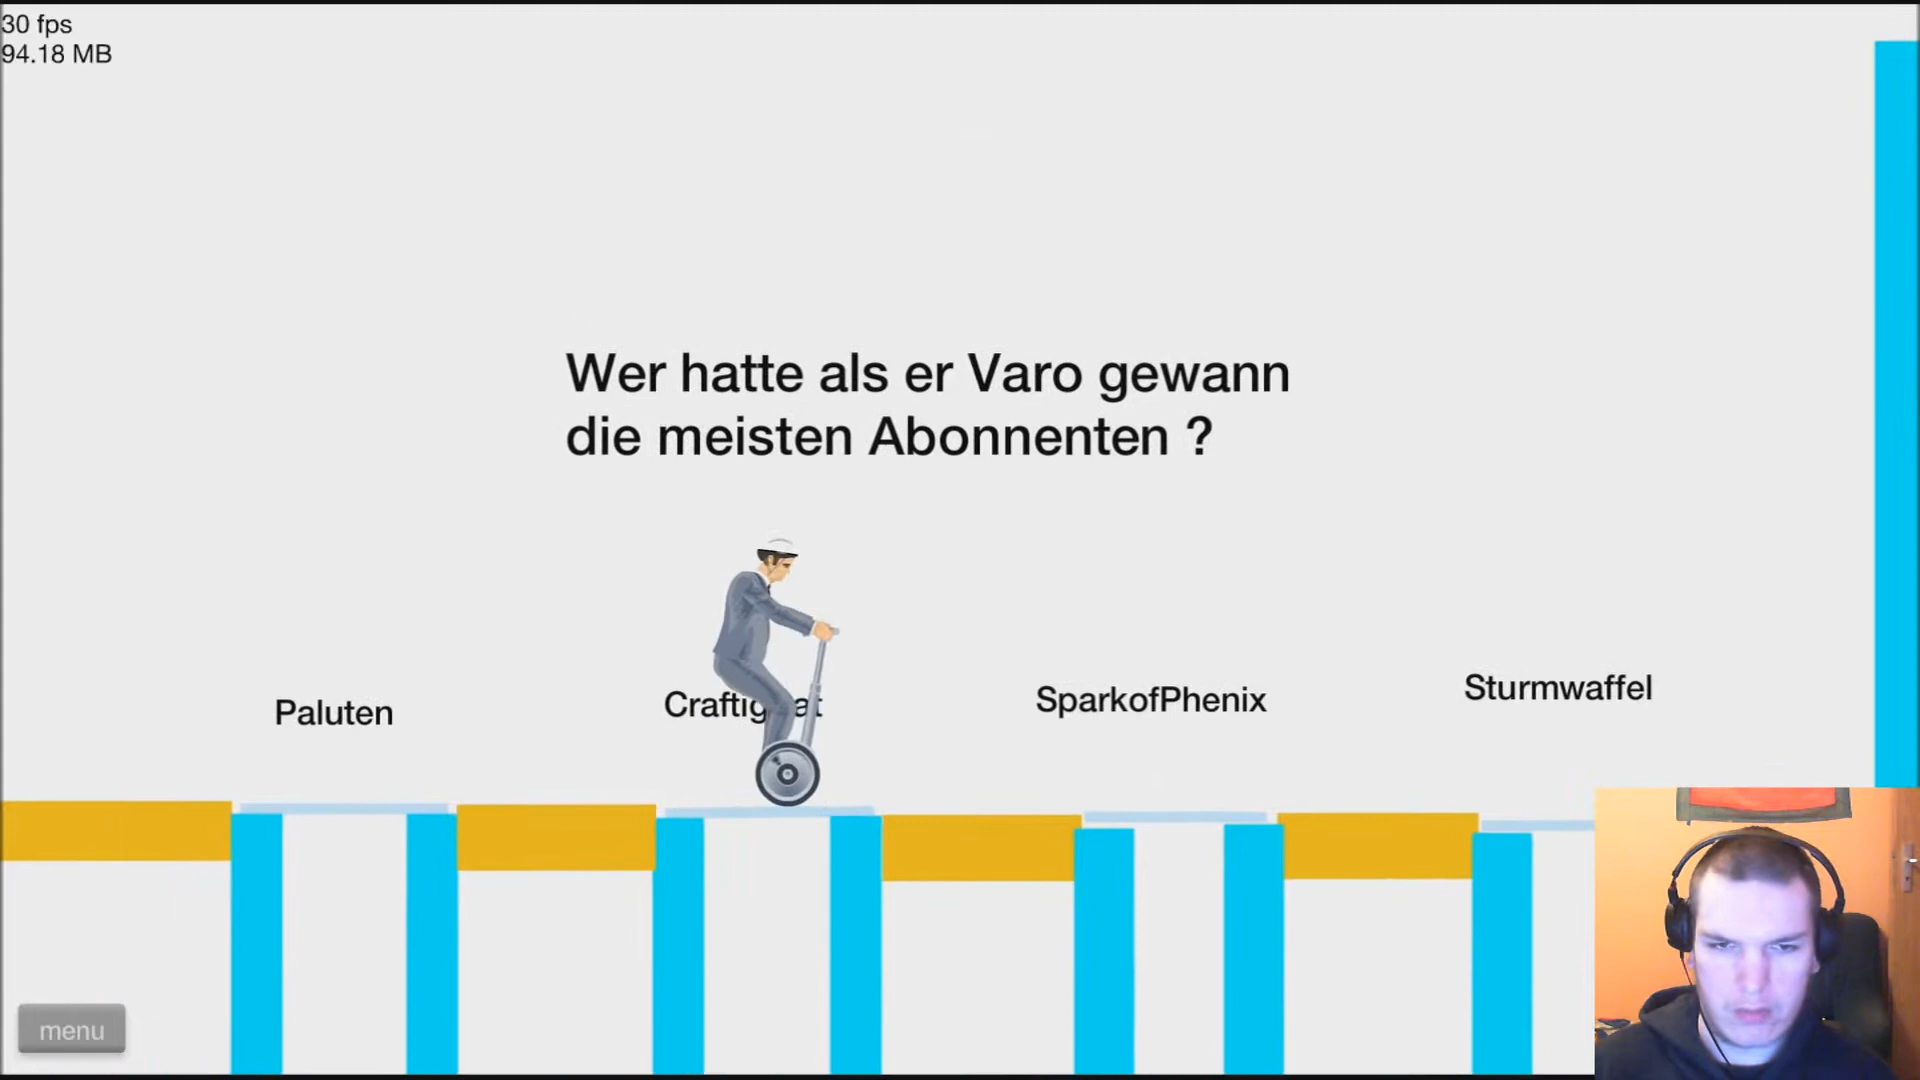 30 fps
94.18 MB
Wer hatte als er Varo gewann
die meisten Abonnenten ?
Paluten
SparkofPhenix
Sturmwaffel
menu